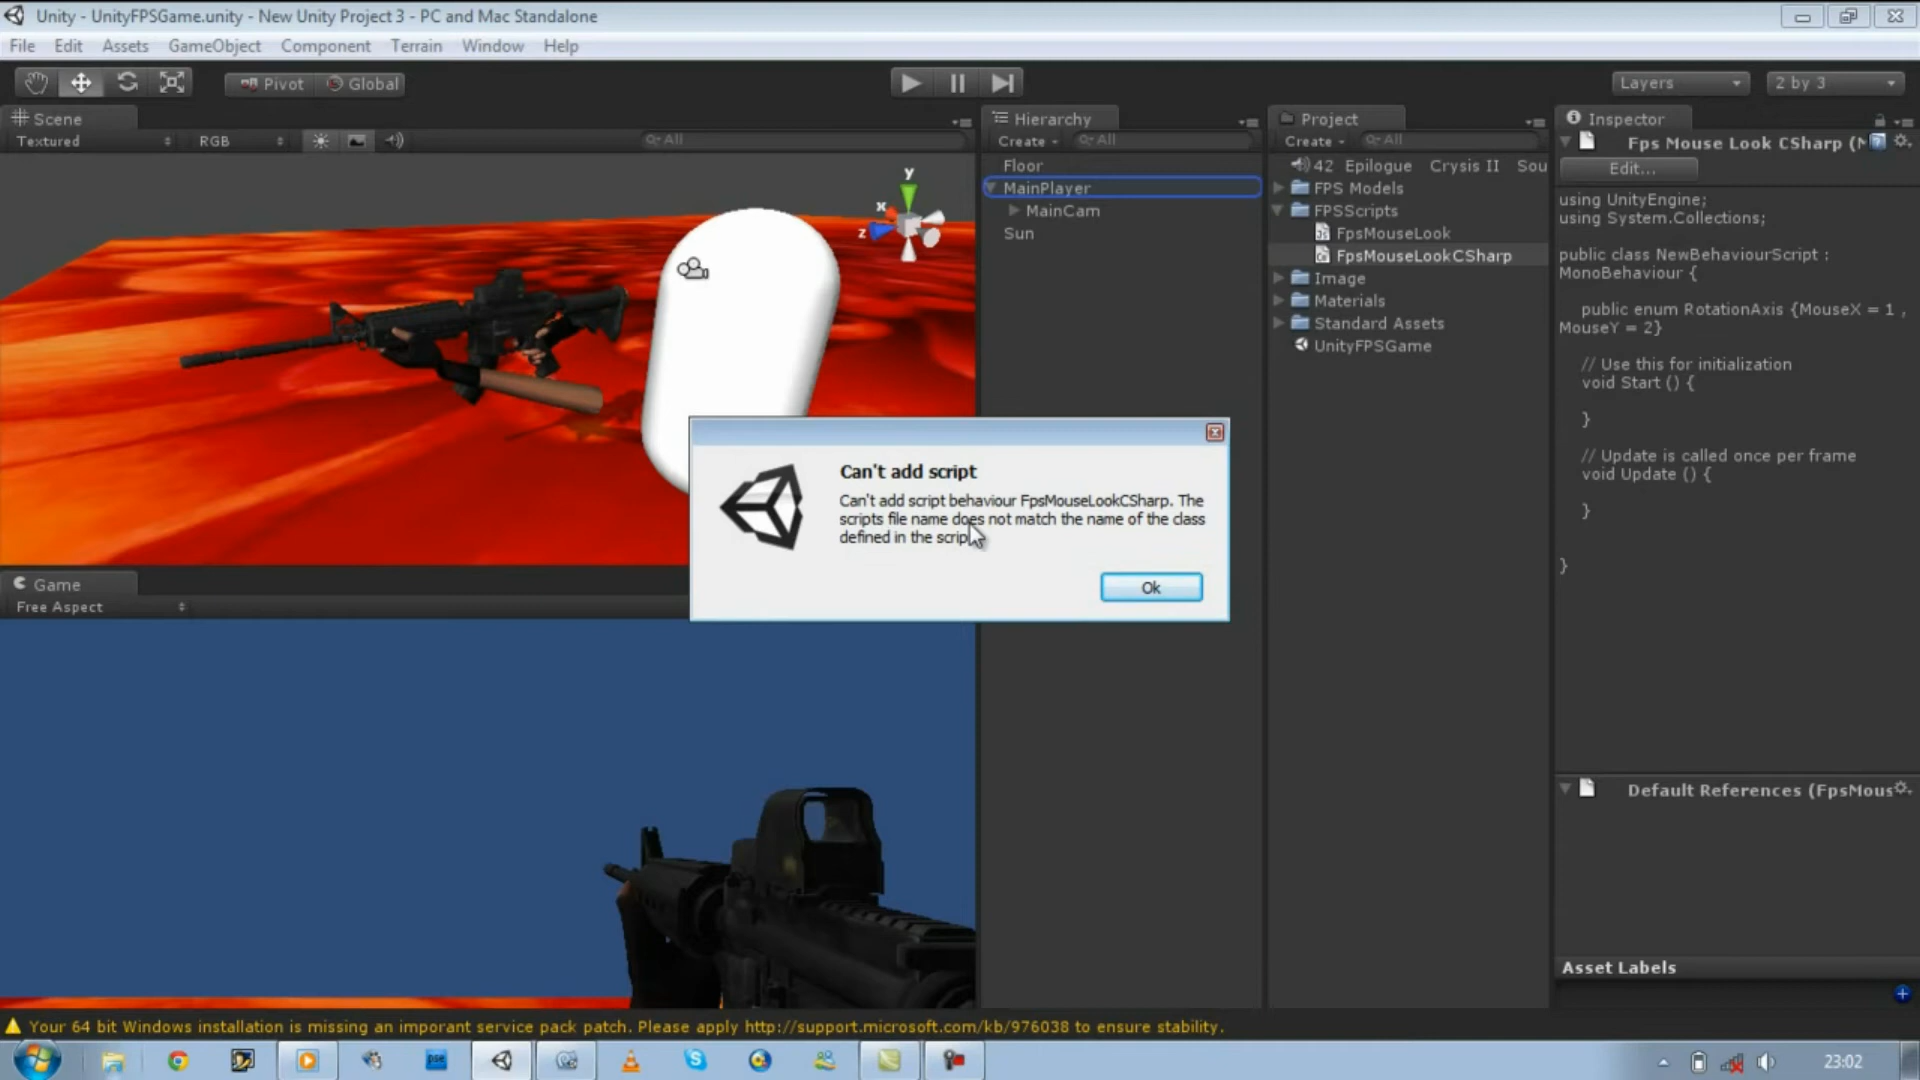 Unity - UnityFPSGame.unity - New Unity Project 3 - PC and Mac Standalone
File Edit Assets GameObject Component Terrain Window Help
Pivot Global
Layers
2 by 3
Scene
Textured RGB All
Hierarchy
Create All
Floor
MainPlayer
MainCam
Sun
Project
Create All
42 Epilogue Crysis II Sou
FPS Models
FPSScripts
FpsMouseLook
FpsMouseLookCSharp
Image
Materials
Standard Assets
UnityFPSGame
Inspector
Fps Mouse Look CSharp (M
Edit...
using UnityEngine;
using System.Collections;
public class NewBehaviourScript :
MonoBehaviour {
public enum RotationAxis {MouseX = 1 ,
MouseY = 2}
// Use this for initialization
void Start () {
}
// Update is called once per frame
void Update () {
}
}
Default References (FpsMous
Asset Labels
Can't add script
Can't add script behaviour FpsMouseLookCSharp. The
scripts file name does not match the name of the class
defined in the scrip
Ok
Game
Free Aspect
Your 64 bit Windows installation is missing an imporant service pack patch. Please apply http://support.microsoft.com/kb/976038 to ensure stability.
pse
23:02